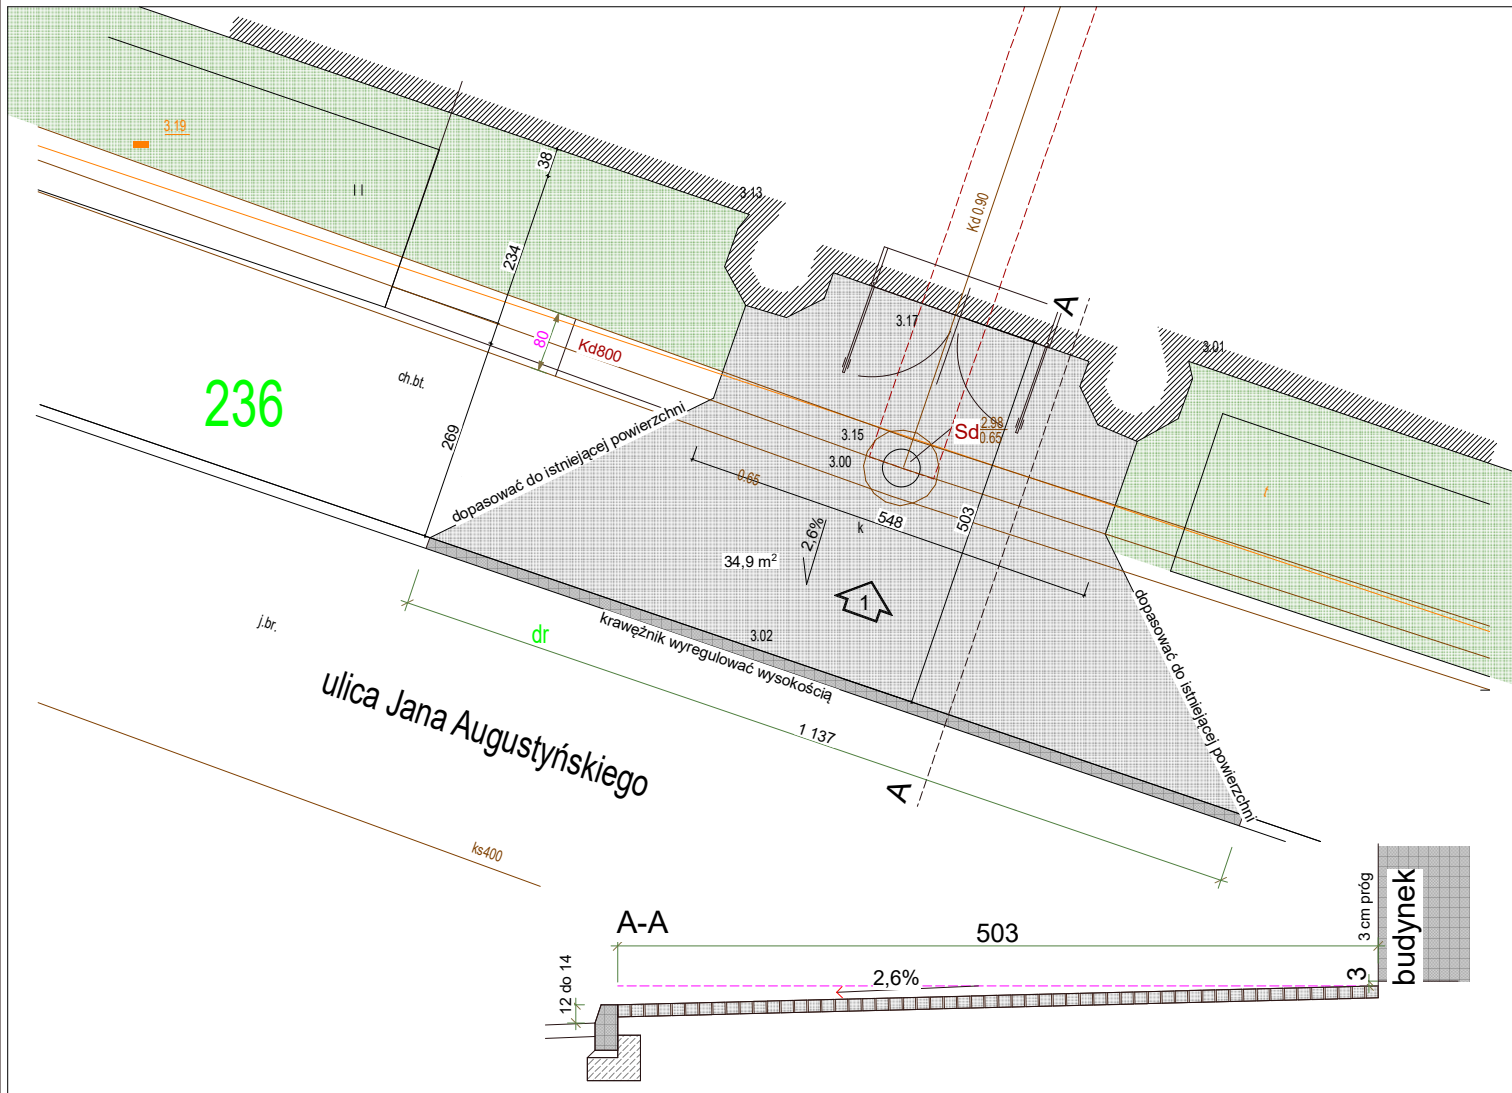 3.19
I I
38
3.13
Kd 0.90
234
A
3.17
80
Kd800
3.01
236
ch.bt.
269
dopasować do istniejącej powierzchni
3.15
Sd
2.98
0.65
3.00
0.65
548
503
k
2,6%
34,9 m²
1
t
dopasować do istniejącej powierzchni
j.br.
dr
krawężnik wyregulować wysokością
3.02
ulica Jana Augustyńskiego
1 137
A
ks400
A-A
503
3 cm próg
budynek
12 do 14
2,6%
3